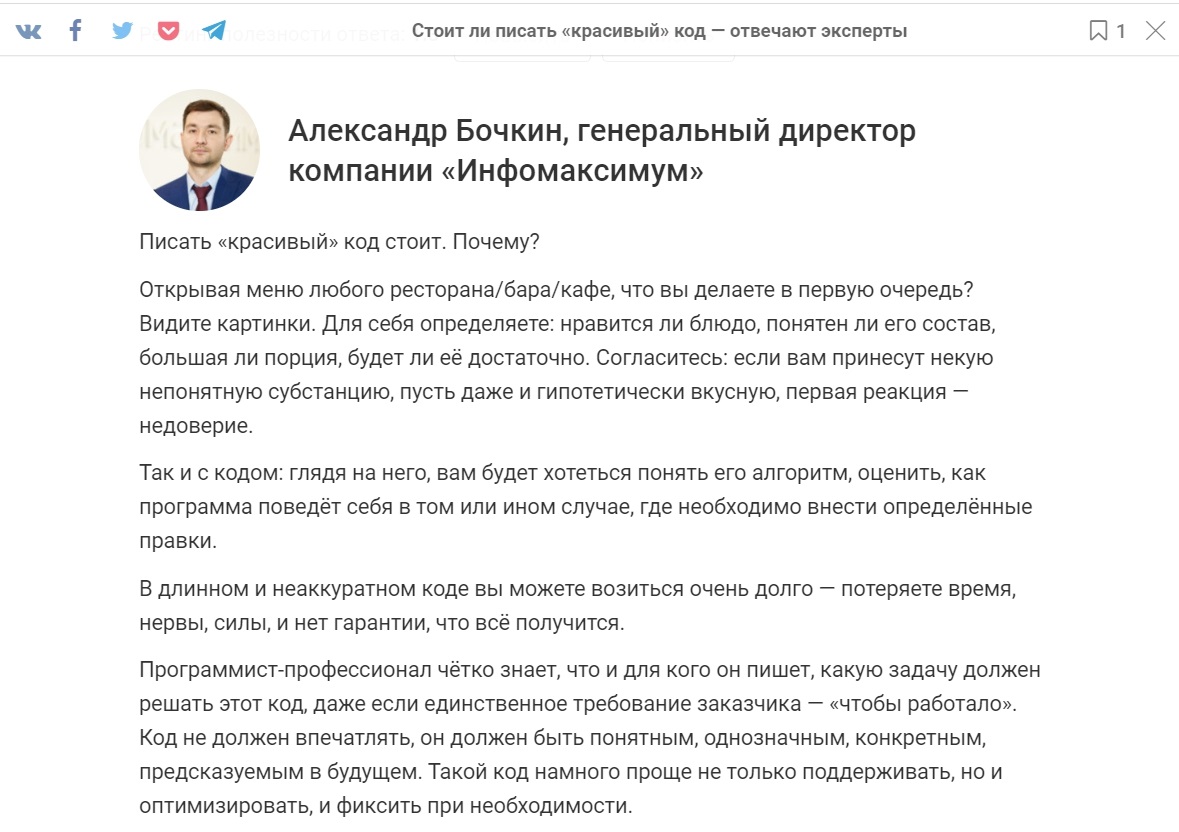 Стоит ли писать «красивый» код — отвечают эксперты
1
Александр Бочкин, генеральный директор
компании «Инфомаксимум»
Писать «красивый» код стоит. Почему?
Открывая меню любого ресторана/бара/кафе, что вы делаете в первую очередь?
Видите картинки. Для себя определяете: нравится ли блюдо, понятен ли его состав,
большая ли порция, будет ли её достаточно. Согласитесь: если вам принесут некую
непонятную субстанцию, пусть даже и гипотетически вкусную, первая реакция —
недоверие.
Так и с кодом: глядя на него, вам будет хотеться понять его алгоритм, оценить, как
программа поведёт себя в том или ином случае, где необходимо внести определённые
правки.
В длинном и неаккуратном коде вы можете возиться очень долго — потеряете время,
нервы, силы, и нет гарантии, что всё получится.
Программист-профессионал чётко знает, что и для кого он пишет, какую задачу должен
решать этот код, даже если единственное требование заказчика — «чтобы работало».
Код не должен впечатлять, он должен быть понятным, однозначным, конкретным,
предсказуемым в будущем. Такой код намного проще не только поддерживать, но и
оптимизировать, и фиксить при необходимости.